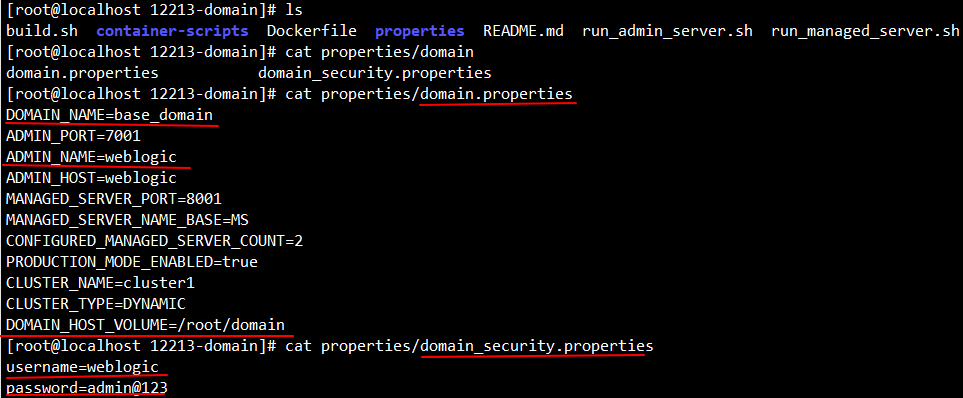 [root@localhost 12213-domain]# ls
build.sh container-scripts Dockerfile properties README.md run_admin_server.sh run_managed_server.sh
[root@localhost 12213-domain]# cat properties/domain
domain.properties domain_security.properties
[root@localhost 12213-domain]# cat properties/domain.properties
DOMAIN_NAME=base_domain
ADMIN_PORT=7001
ADMIN_NAME=weblogic
ADMIN_HOST=weblogic
MANAGED_SERVER_PORT=8001
MANAGED_SERVER_NAME_BASE=MS
CONFIGURED_MANAGED_SERVER_COUNT=2
PRODUCTION_MODE_ENABLED=true
CLUSTER_NAME=cluster1
CLUSTER_TYPE=DYNAMIC
DOMAIN_HOST_VOLUME=/root/domain
[root@localhost 12213-domain]# cat properties/domain_security.properties
username=weblogic
password=admin@123